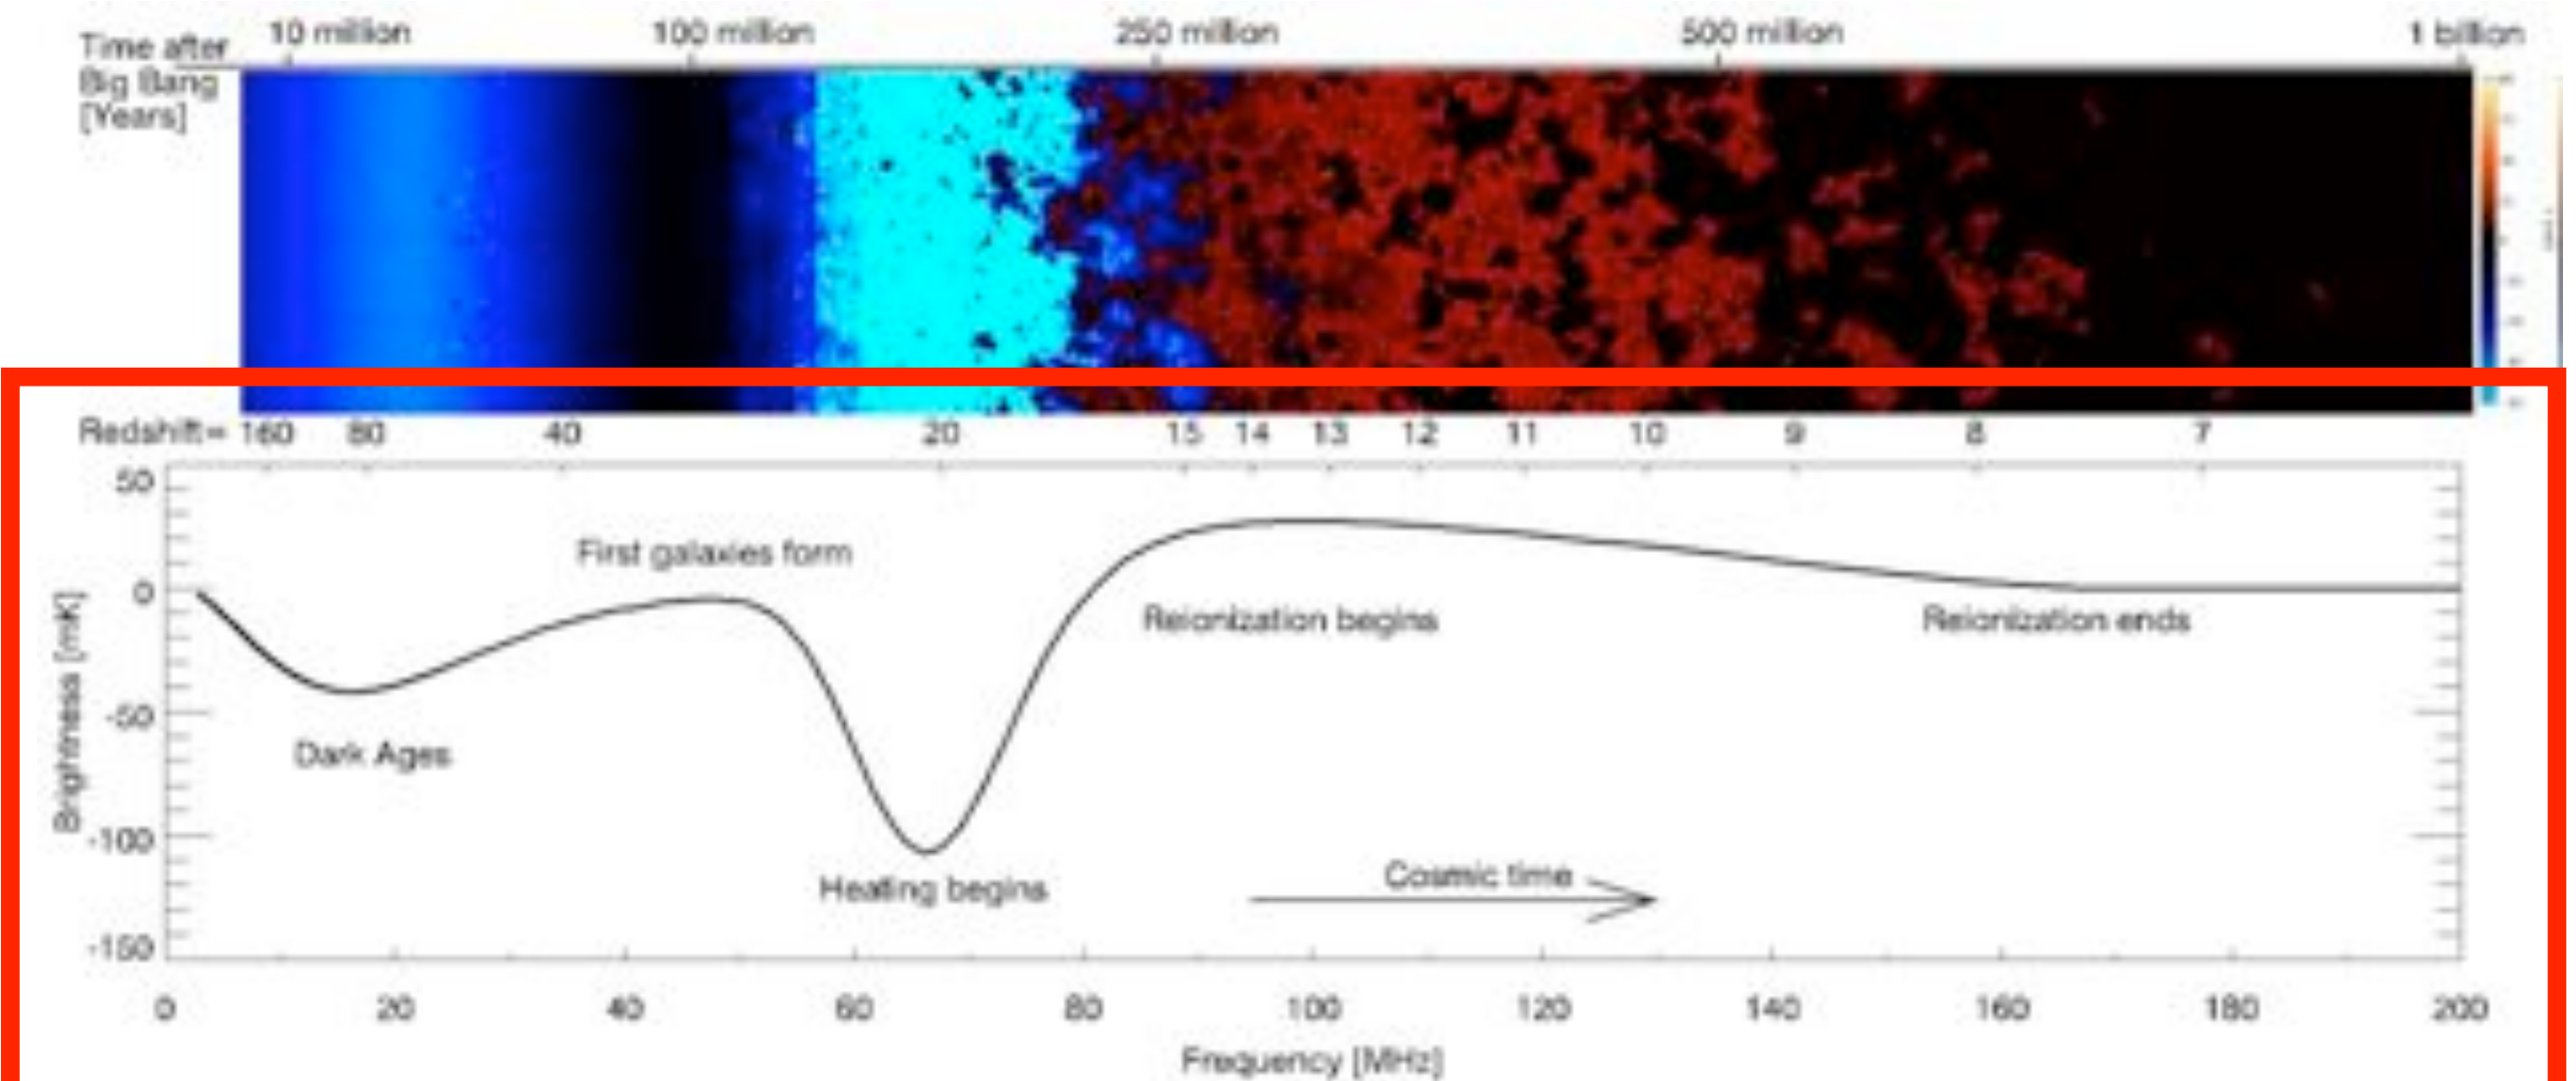 10 million 100 million 250 million 500 million 1 billion
Time after
Big Bang
[Years]
Redshift= 160 80 40 20 15 14 13 12 11 10 9 8 7
50
First galaxies form
0
Reionization begins Reionization ends
Brightness [mK]
-50
Dark Ages
-100
Heating begins
Cosmic time
-150
0 20 40 60 80 100 120 140 160 180 200
Frequency [MHz]